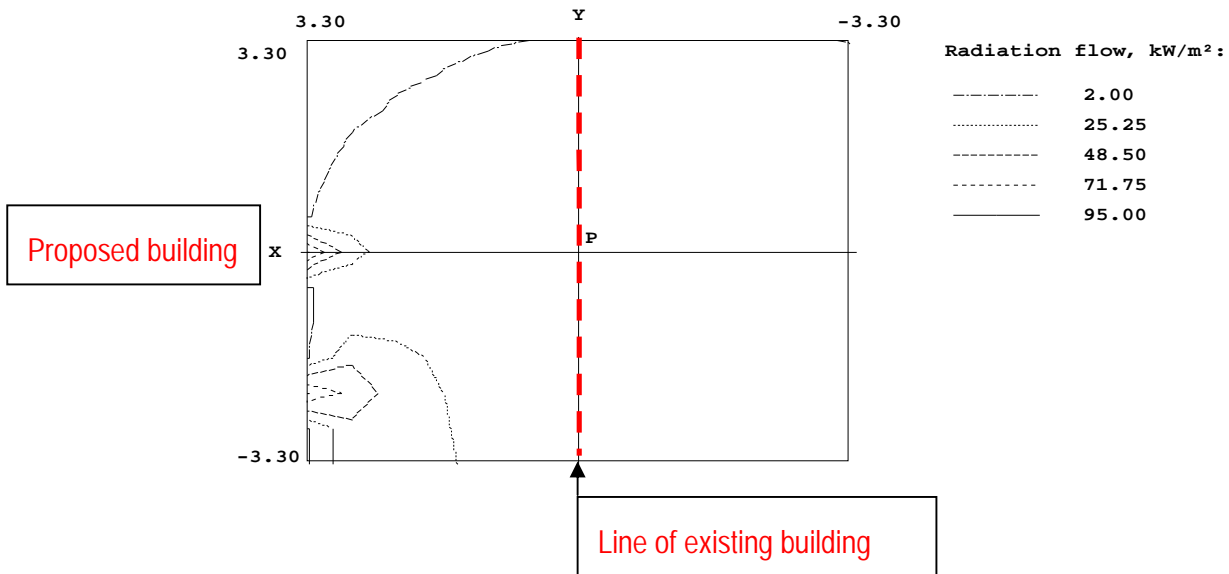 3.30
Y
-3.30
3.30
Radiation flow, kW/m²:
2.00
25.25
48.50
71.75
95.00
Proposed building
X
P
-3.30
Line of existing building